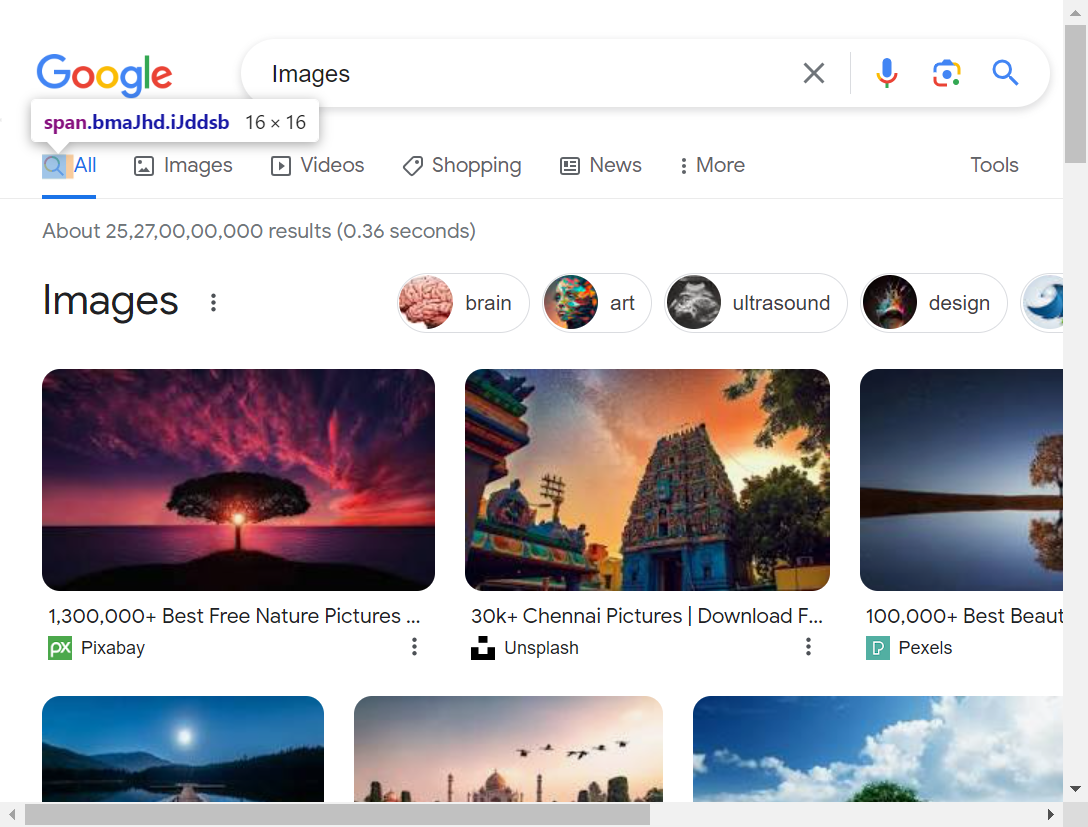 Google
Images
span.bmaJhd.iJddsb 16 × 16
All Images Videos Shopping News More Tools
About 25,27,00,00,000 results (0.36 seconds)
Images
brain art ultrasound design
1,300,000+ Best Free Nature Pictures ... 30k+ Chennai Pictures | Download F... 100,000+ Best Beaut
px Pixabay Unsplash P Pexels